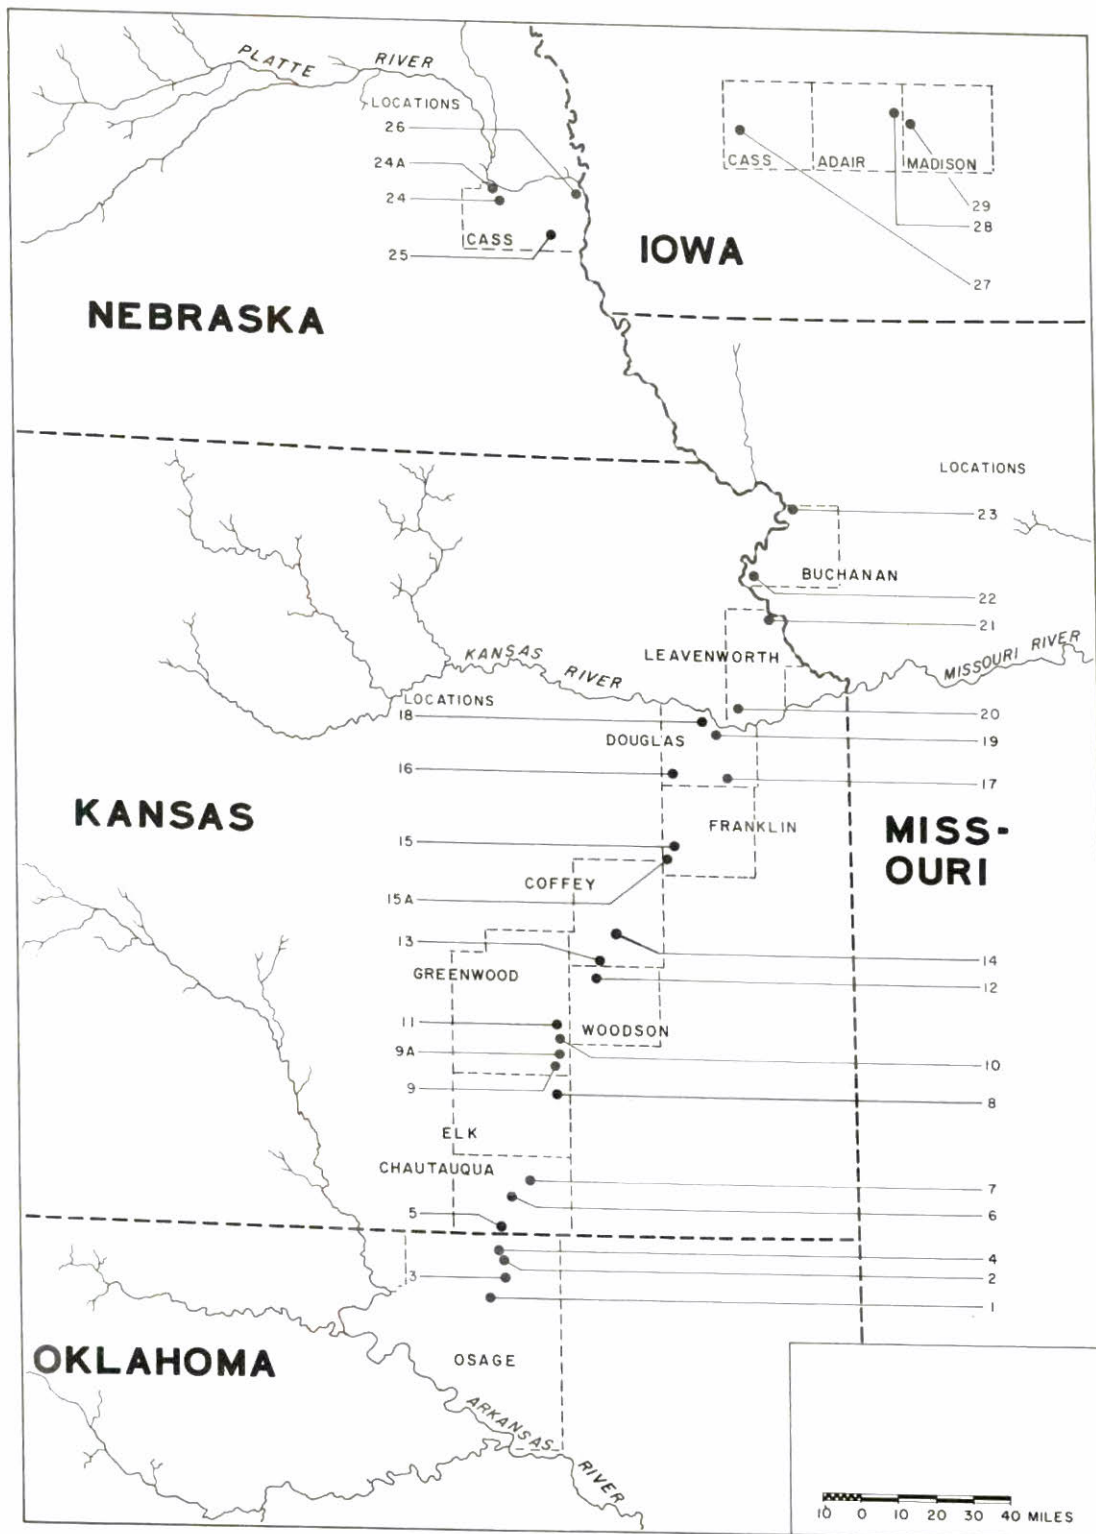 PLATTE RIVER
LOCATIONS
26
24A
24
25
CASS
CASS
ADAIR
MADISON
29
28
27
IOWA
NEBRASKA
LOCATIONS
23
BUCHANAN
22
21
LEAVENWORTH
MISSOURI RIVER
KANSAS RIVER
LOCATIONS
18
20
DOUGLAS
19
16
17
KANSAS
FRANKLIN
MISS-
OURI
15
COFFEY
15A
13
14
GREENWOOD
12
11
WOODSON
9A
10
9
8
ELK
CHAUTAUQUA
7
5
6
4
3
2
1
OKLAHOMA
OSAGE
ARKANSAS RIVER
10 0 10 20 30 40 MILES